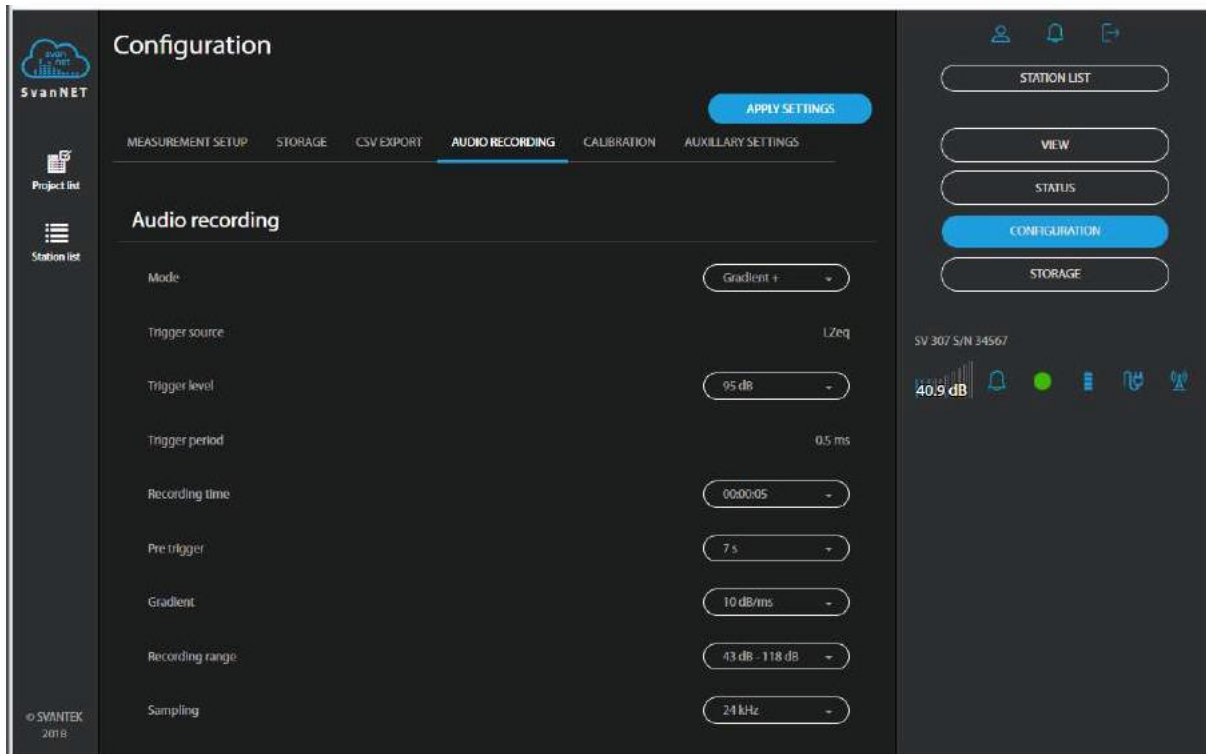 svan
net
SvanNET
Project list
Station list
© SVANTEK
2018
Configuration
APPLY SETTINGS
MEASUREMENT SETUP STORAGE CSV EXPORT AUDIO RECORDING CALIBRATION AUXILLARY SETTINGS
Audio recording
Mode Gradient +
Trigger source LZeq
Trigger level 95 dB
Trigger period 0.5 ms
Recording time 00:00:05
Pre trigger 7 s
Gradient 10 dB/ms
Recording range 43 dB - 118 dB
Sampling 24 kHz
STATION LIST
VIEW
STATUS
CONFIGURATION
STORAGE
SV 307 S/N 34567
40.9 dB